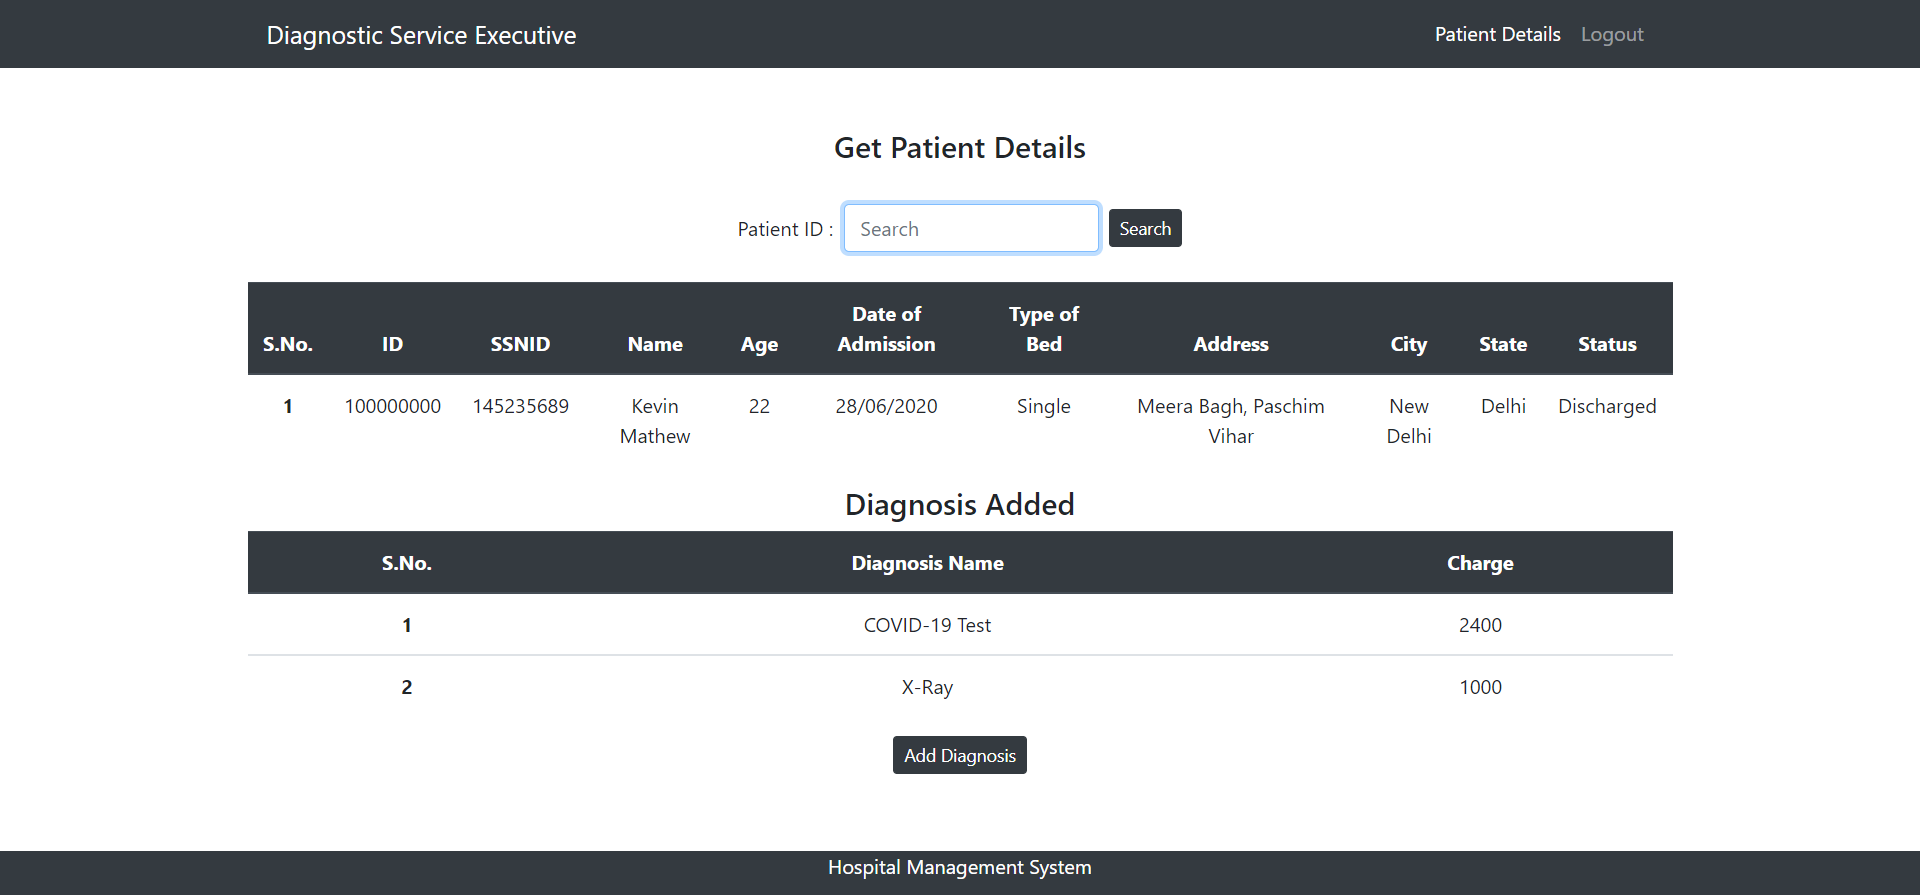 Diagnostic Service Executive Patient Details Logout
Get Patient Details
Patient ID : Search Search
S.No. ID SSNID Name Age Date of Admission Type of Bed Address City State Status
1 100000000 145235689 Kevin Mathew 22 28/06/2020 Single Meera Bagh, Paschim Vihar New Delhi Delhi Discharged
Diagnosis Added
S.No. Diagnosis Name Charge
1 COVID-19 Test 2400
2 X-Ray 1000
Add Diagnosis
Hospital Management System